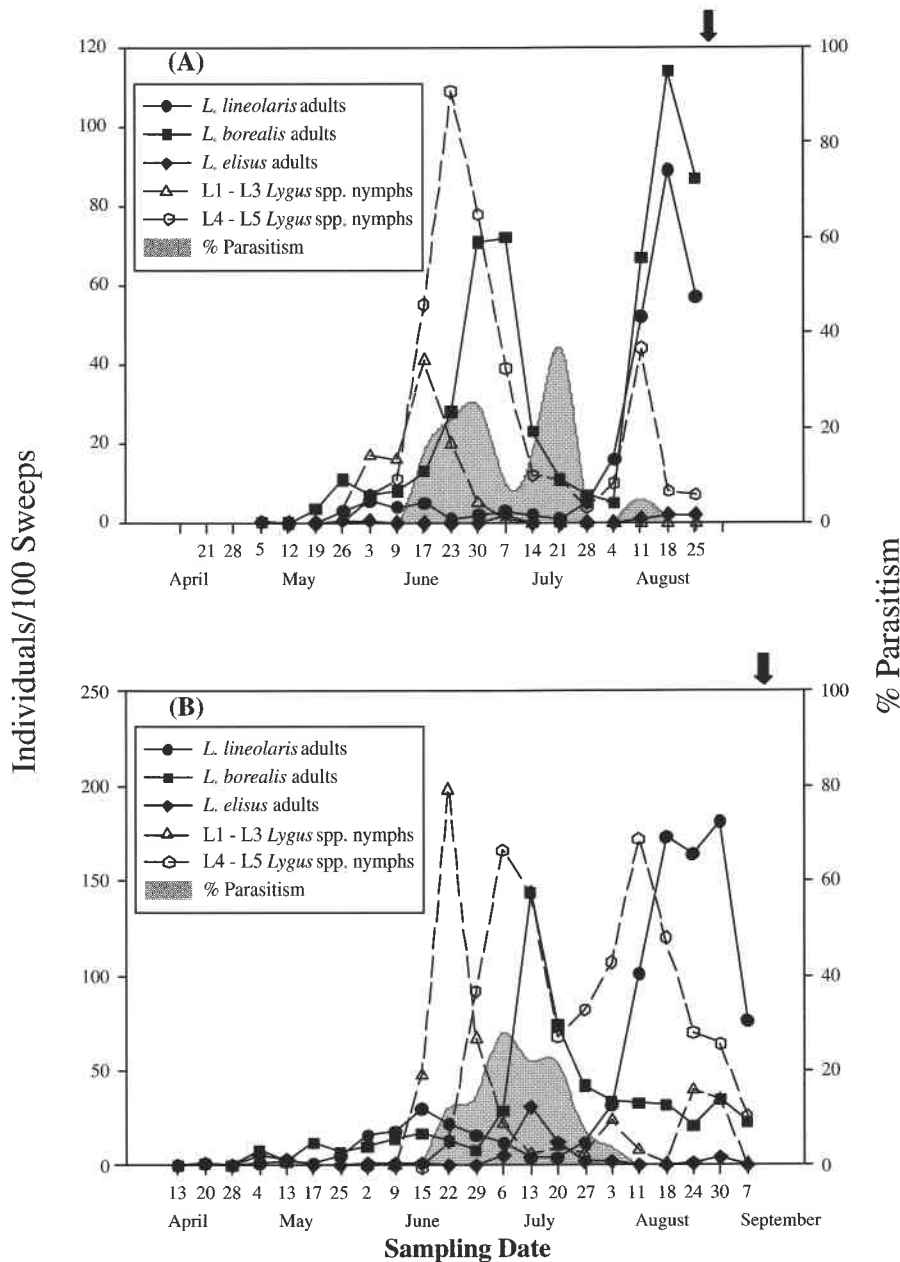 Individuals/100 Sweeps
% Parasitism
(A)
L. lineolaris adults
L. borealis adults
L. elisus adults
L1 - L3 Lygus spp. nymphs
L4 - L5 Lygus spp. nymphs
% Parasitism
120
100
80
60
40
20
0
100
80
60
40
20
0
21 28 5 12 19 26 3 9 17 23 30 7 14 21 28 4 11 18 25
April May June July August
(B)
L. lineolaris adults
L. borealis adults
L. elisus adults
L1 - L3 Lygus spp. nymphs
L4 - L5 Lygus spp. nymphs
% Parasitism
250
200
150
100
50
0
100
80
60
40
20
0
13 20 28 4 13 17 25 2 9 15 22 29 6 13 20 27 3 11 18 24 30 7
April May June July August September
Sampling Date